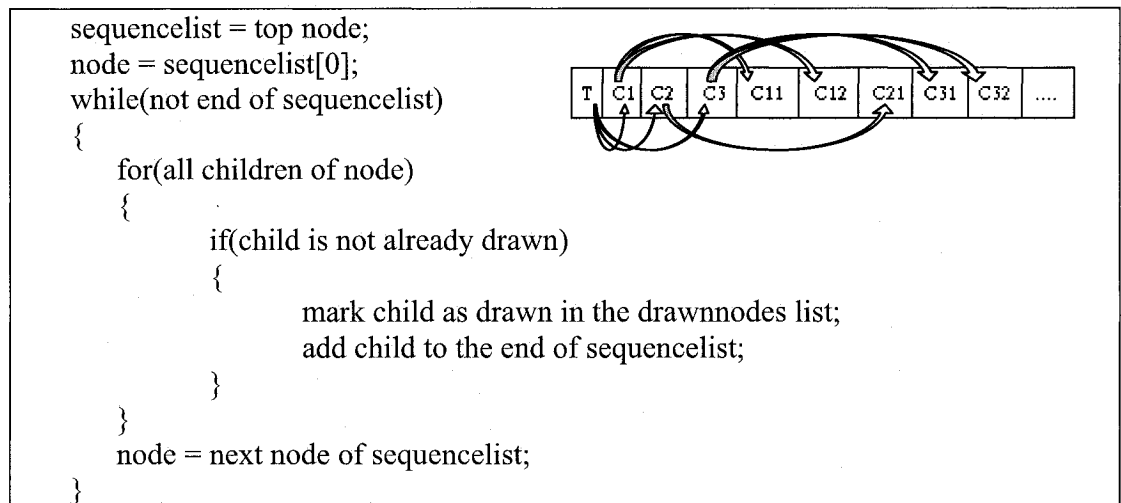 sequencelist = top node;
node = sequencelist[0];
while(not end of sequencelist)
{
for(all children of node)
{
if(child is not already drawn)
{
mark child as drawn in the drawnnodes list;
add child to the end of sequencelist;
}
}
node = next node of sequencelist;
}
T C1 C2 C3 C11 C12 C21 C31 C32 ....